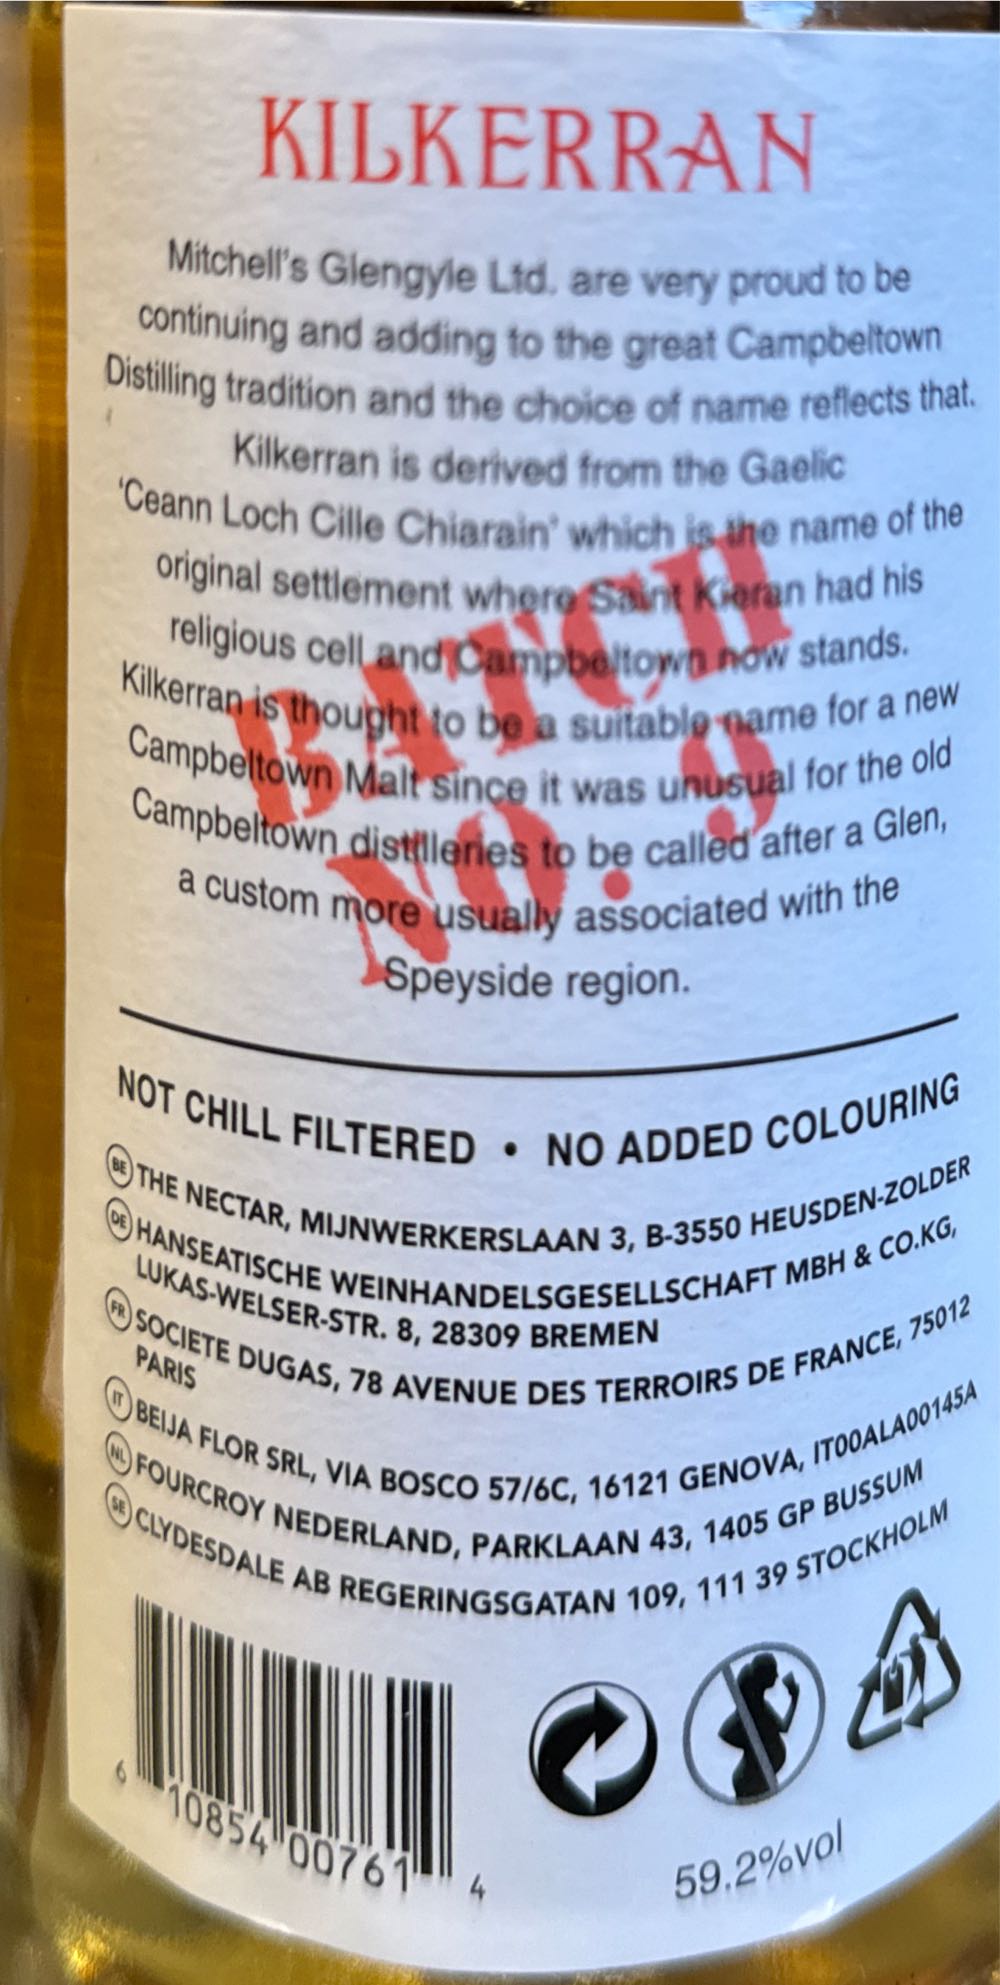 KILKERRAN
Mitchell's Glengyle Ltd. are very proud to be
continuing and adding to the great Campbeltown
Distilling tradition and the choice of name reflects that.
Kilkerran is derived from the Gaelic
'Ceann Loch Cille Chiarain' which is the name of the
original settlement where Saint Kieran had his
religious cell and Campbeltown now stands.
Kilkerran is thought to be a suitable name for a new
Campbeltown Malt since it was unusual for the old
Campbeltown distilleries to be called after a Glen,
a custom more usually associated with the
Speyside region.
BATCH
NO. 9
NOT CHILL FILTERED • NO ADDED COLOURING
BE THE NECTAR, MIJNWERKERSLAAN 3, B-3550 HEUSDEN-ZOLDER
DE HANSEATISCHE WEINHANDELSGESELLSCHAFT MBH & CO.KG,
LUKAS-WELSER-STR. 8, 28309 BREMEN
FR SOCIETE DUGAS, 78 AVENUE DES TERROIRS DE FRANCE, 75012
PARIS
IT BEIJA FLOR SRL, VIA BOSCO 57/6C, 16121 GENOVA, IT00ALA00145A
NL FOURCROY NEDERLAND, PARKLAAN 43, 1405 GP BUSSUM
SE CLYDESDALE AB REGERINGSGATAN 109, 111 39 STOCKHOLM
6 10854 00761 4
59.2%vol